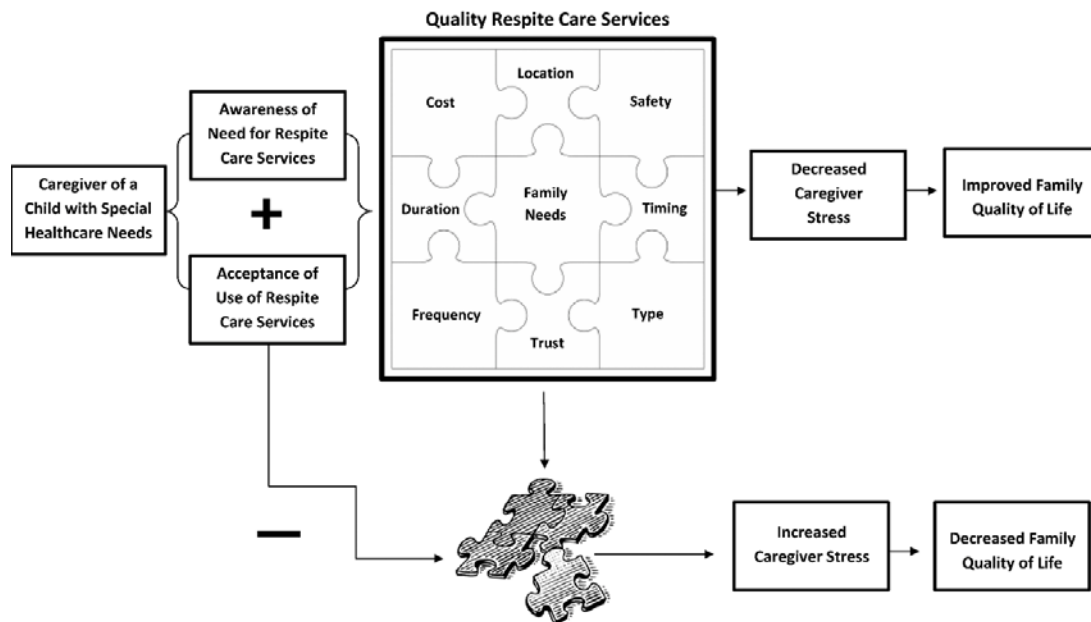 Quality Respite Care Services
Caregiver of a
Child with Special
Healthcare Needs
Awareness of
Need for Respite
Care Services
+
Acceptance of
Use of Respite
Care Services
Cost
Location
Safety
Duration
Family
Needs
Timing
Frequency
Trust
Type
Decreased
Caregiver
Stress
Improved Family
Quality of Life
−
Increased
Caregiver Stress
Decreased Family
Quality of Life